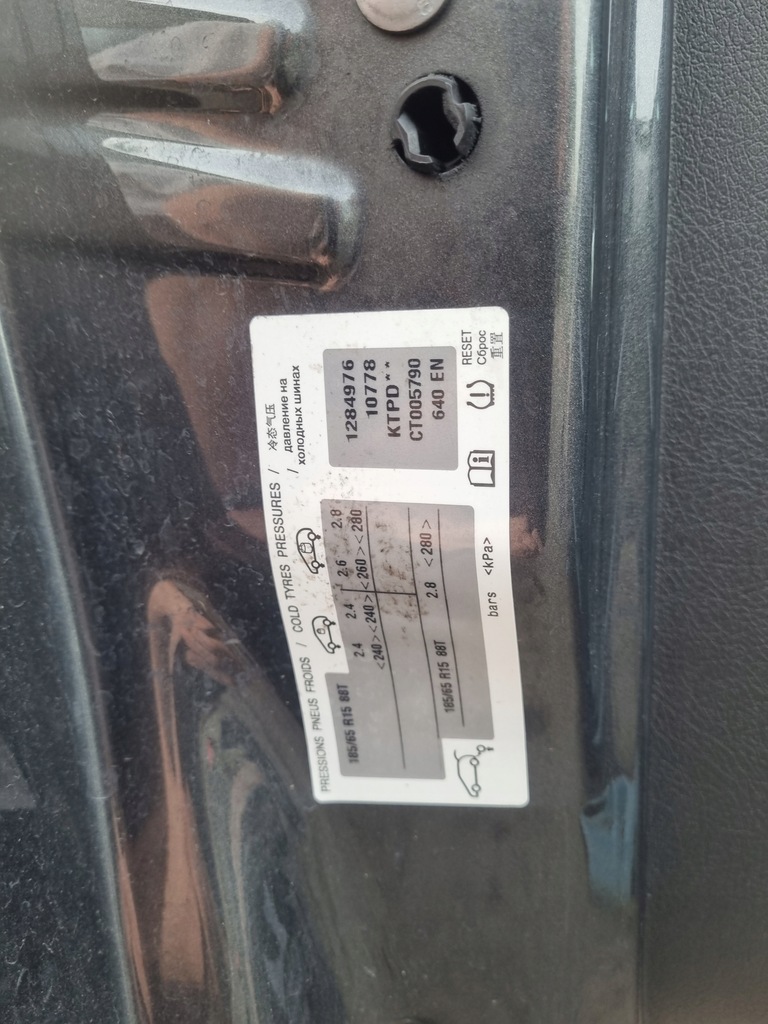 PRESSIONS PNEUS FROIDS / COLD TYRES PRESSURES / 冷态气压
/ давление на
холодных шинах
185/65 R15 88T 2.4 2.4 2.6 2.8
<240> <240> <260> <280
185/65 R15 88T 2.8 <280>
bars <kPa>
1284976
10778
KTPD**
CT005790
640 EN
RESET
Сброс
重置